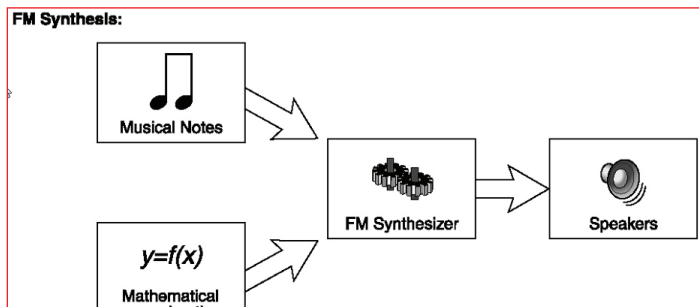 FM Synthesis:
Musical Notes
FM Synthesizer
Speakers
y=f(x)
Mathematical